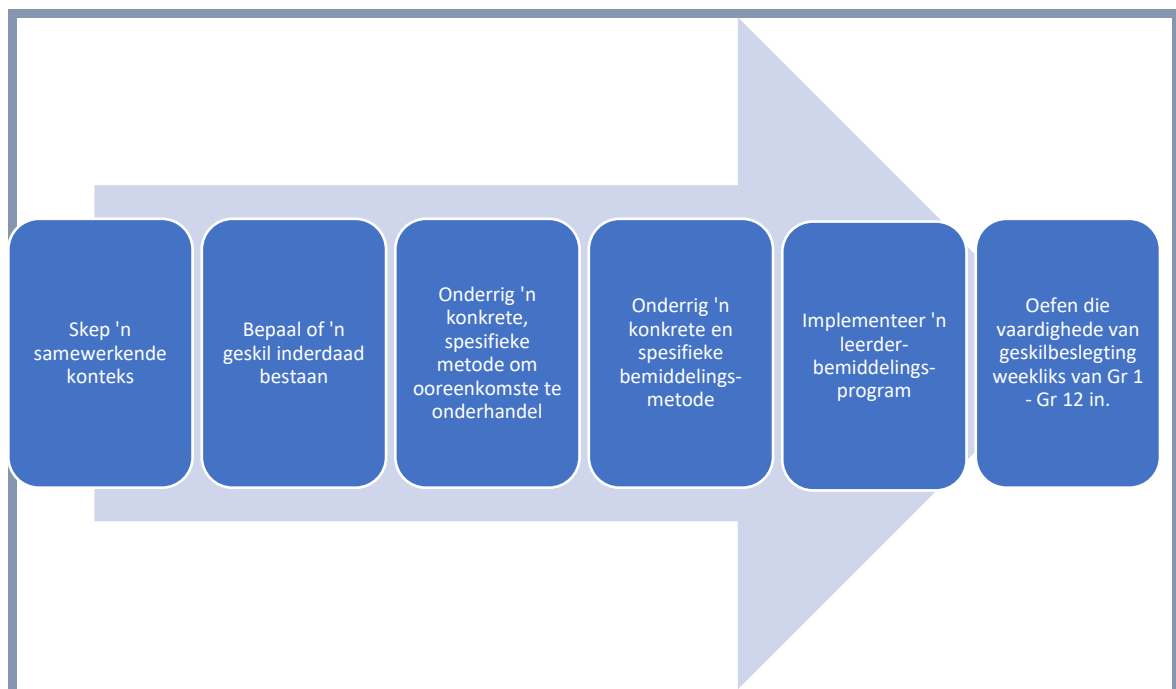 Skep 'n
samewerkende
konteks
Bepaal of 'n
geskil inderdaad
bestaan
Onderrig 'n
konkrete,
spesifieke
metode om
ooreenkomste te
onderhandel
Onderrig 'n
konkrete en
spesifieke
bemiddelings-
metode
Implementeer 'n
leerder-
bemiddelings-
program
Oefen die
vaardighede van
geskilbeslegting
weekliks van Gr 1
- Gr 12 in.